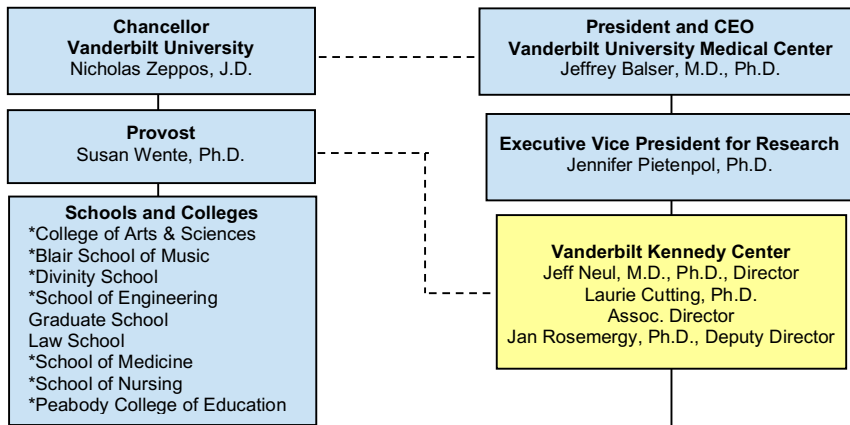 Chancellor
Vanderbilt University
Nicholas Zeppos, J.D.
President and CEO
Vanderbilt University Medical Center
Jeffrey Balser, M.D., Ph.D.
Provost
Susan Wente, Ph.D.
Executive Vice President for Research
Jennifer Pietenpol, Ph.D.
Schools and Colleges
*College of Arts & Sciences
*Blair School of Music
*Divinity School
*School of Engineering
Graduate School
Law School
*School of Medicine
*School of Nursing
*Peabody College of Education
Vanderbilt Kennedy Center
Jeff Neul, M.D., Ph.D., Director
Laurie Cutting, Ph.D.
Assoc. Director
Jan Rosemergy, Ph.D., Deputy Director